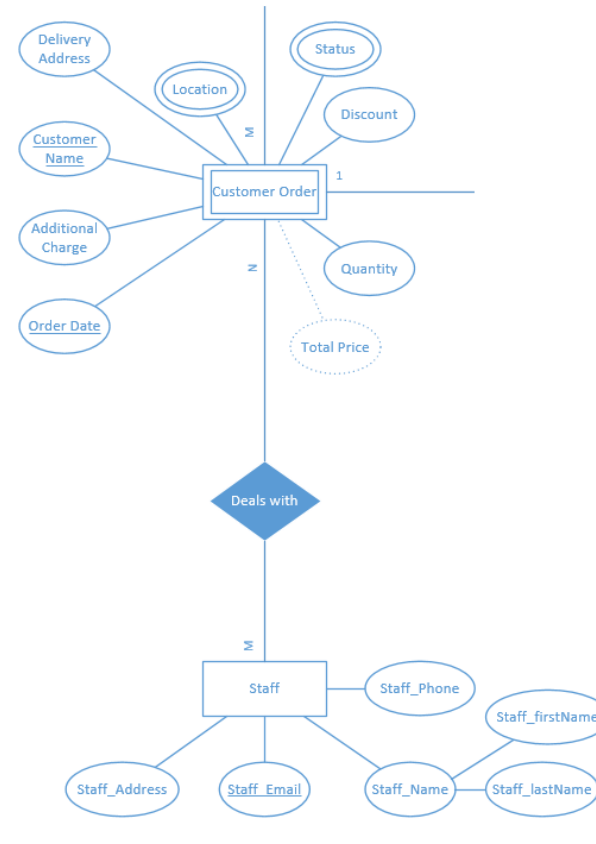 Delivery
Address
Status
Location
Discount
M
Customer
Name
1
Customer Order
Additional
Charge
N
Quantity
Order Date
Total Price
Deals with
M
Staff
Staff_Phone
Staff_firstName
Staff_Address
Staff_Email
Staff_Name
Staff_lastName